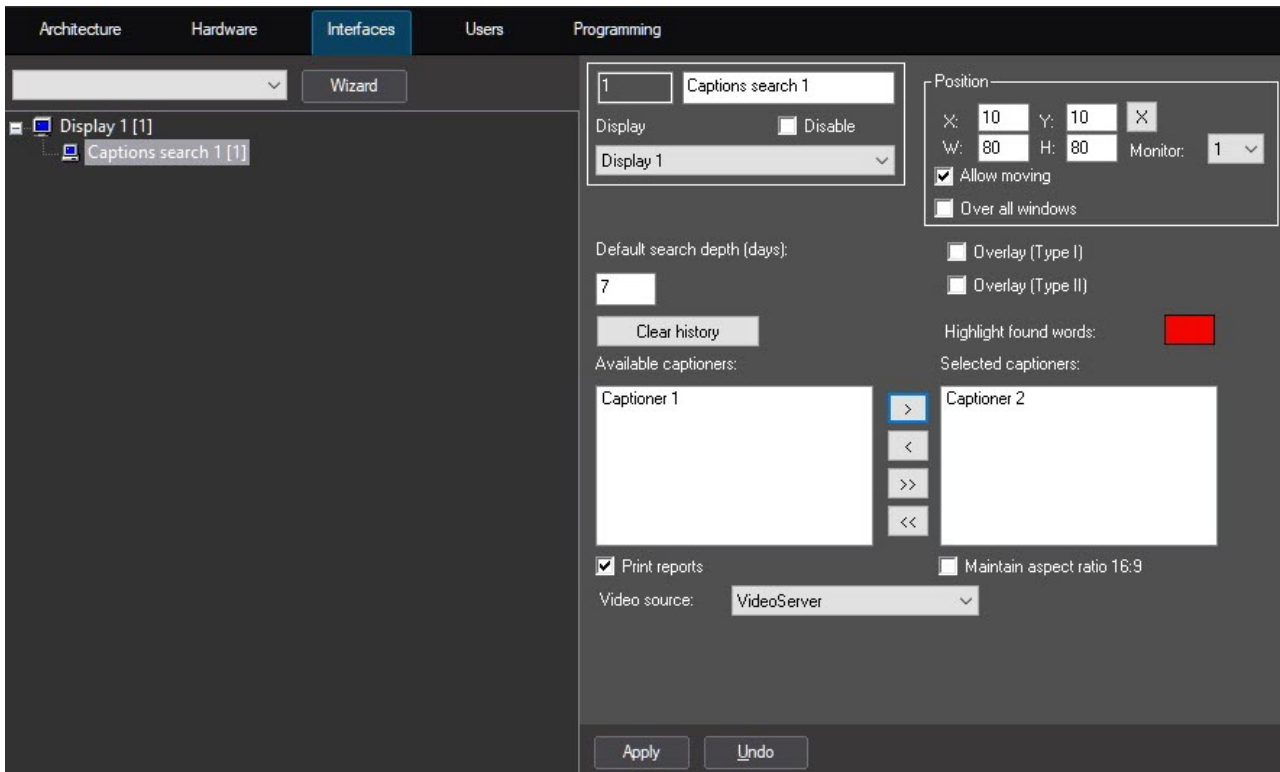 Architecture Hardware Interfaces Users Programming
Wizard
Display 1 [1]
Captions search 1 [1]
1 Captions search 1
Display Disable
Display 1
Position
X: 10 Y: 10 X
W: 80 H: 80 Monitor: 1
Allow moving
Over all windows
Default search depth (days):
7
Overlay (Type I)
Overlay (Type II)
Clear history
Highlight found words:
Available captioners:
Selected captioners:
Captioner 1
>
<
>>
<<
Captioner 2
Print reports
Maintain aspect ratio 16:9
Video source: VideoServer
Apply Undo